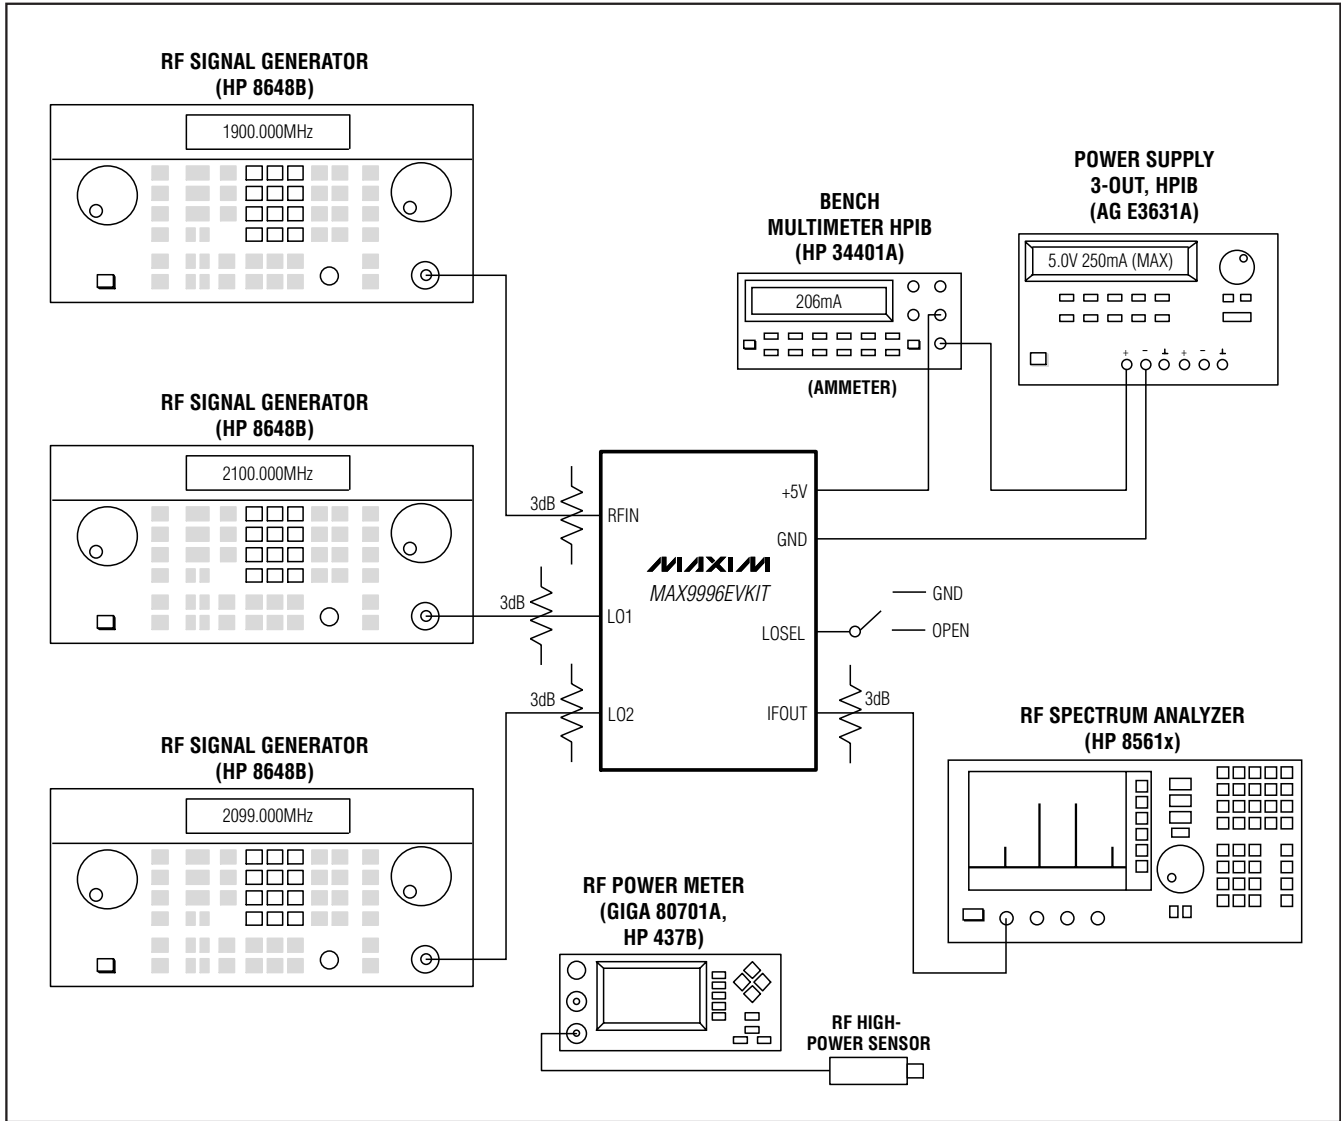 RF SIGNAL GENERATOR
(HP 8648B)
1900.000MHz
POWER SUPPLY
3-OUT, HPIB
(AG E3631A)
5.0V 250mA (MAX)
+ - ⊥ + - ⊥
BENCH
MULTIMETER HPIB
(HP 34401A)
206mA
(AMMETER)
RF SIGNAL GENERATOR
(HP 8648B)
2100.000MHz
3dB
RFIN
+5V
GND
MAXIM
MAX9996EVKIT
3dB
LO1
LOSEL
GND
OPEN
3dB
LO2
IFOUT
3dB
RF SIGNAL GENERATOR
(HP 8648B)
2099.000MHz
RF SPECTRUM ANALYZER
(HP 8561x)
RF POWER METER
(GIGA 80701A,
HP 437B)
RF HIGH-
POWER SENSOR